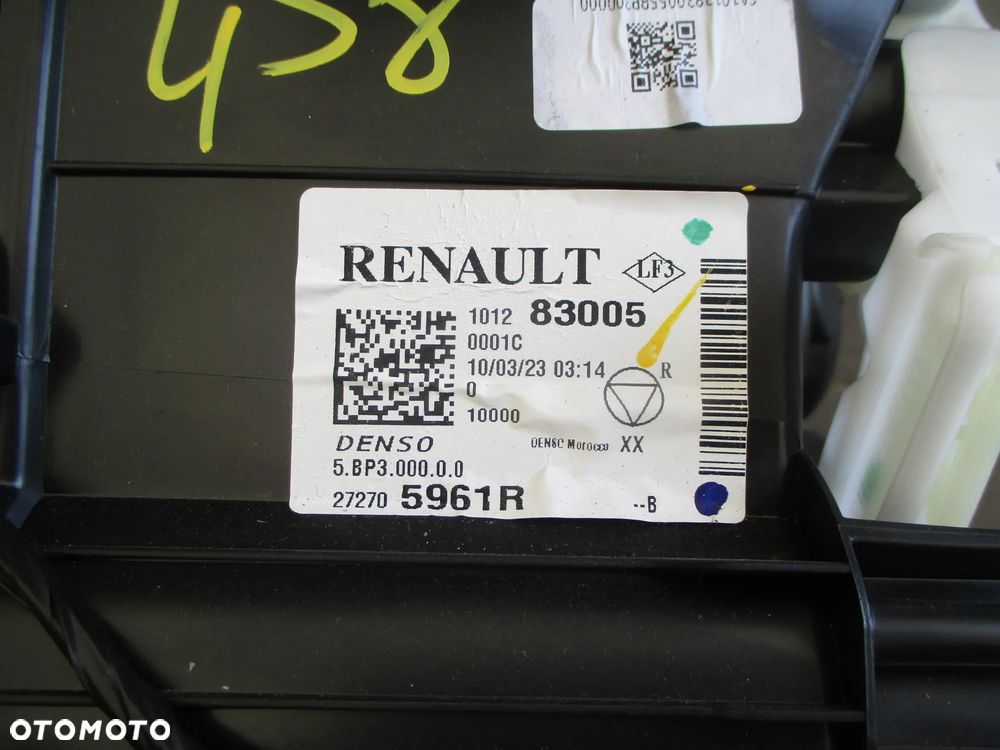 458
RENAULT LF3
1012 83005
0001C
10/03/23 03:14
0
R
10000
DENSO
DENSO Morocco XX
5.BP3.000.0.0
27270 5961R --B
OTOMOTO